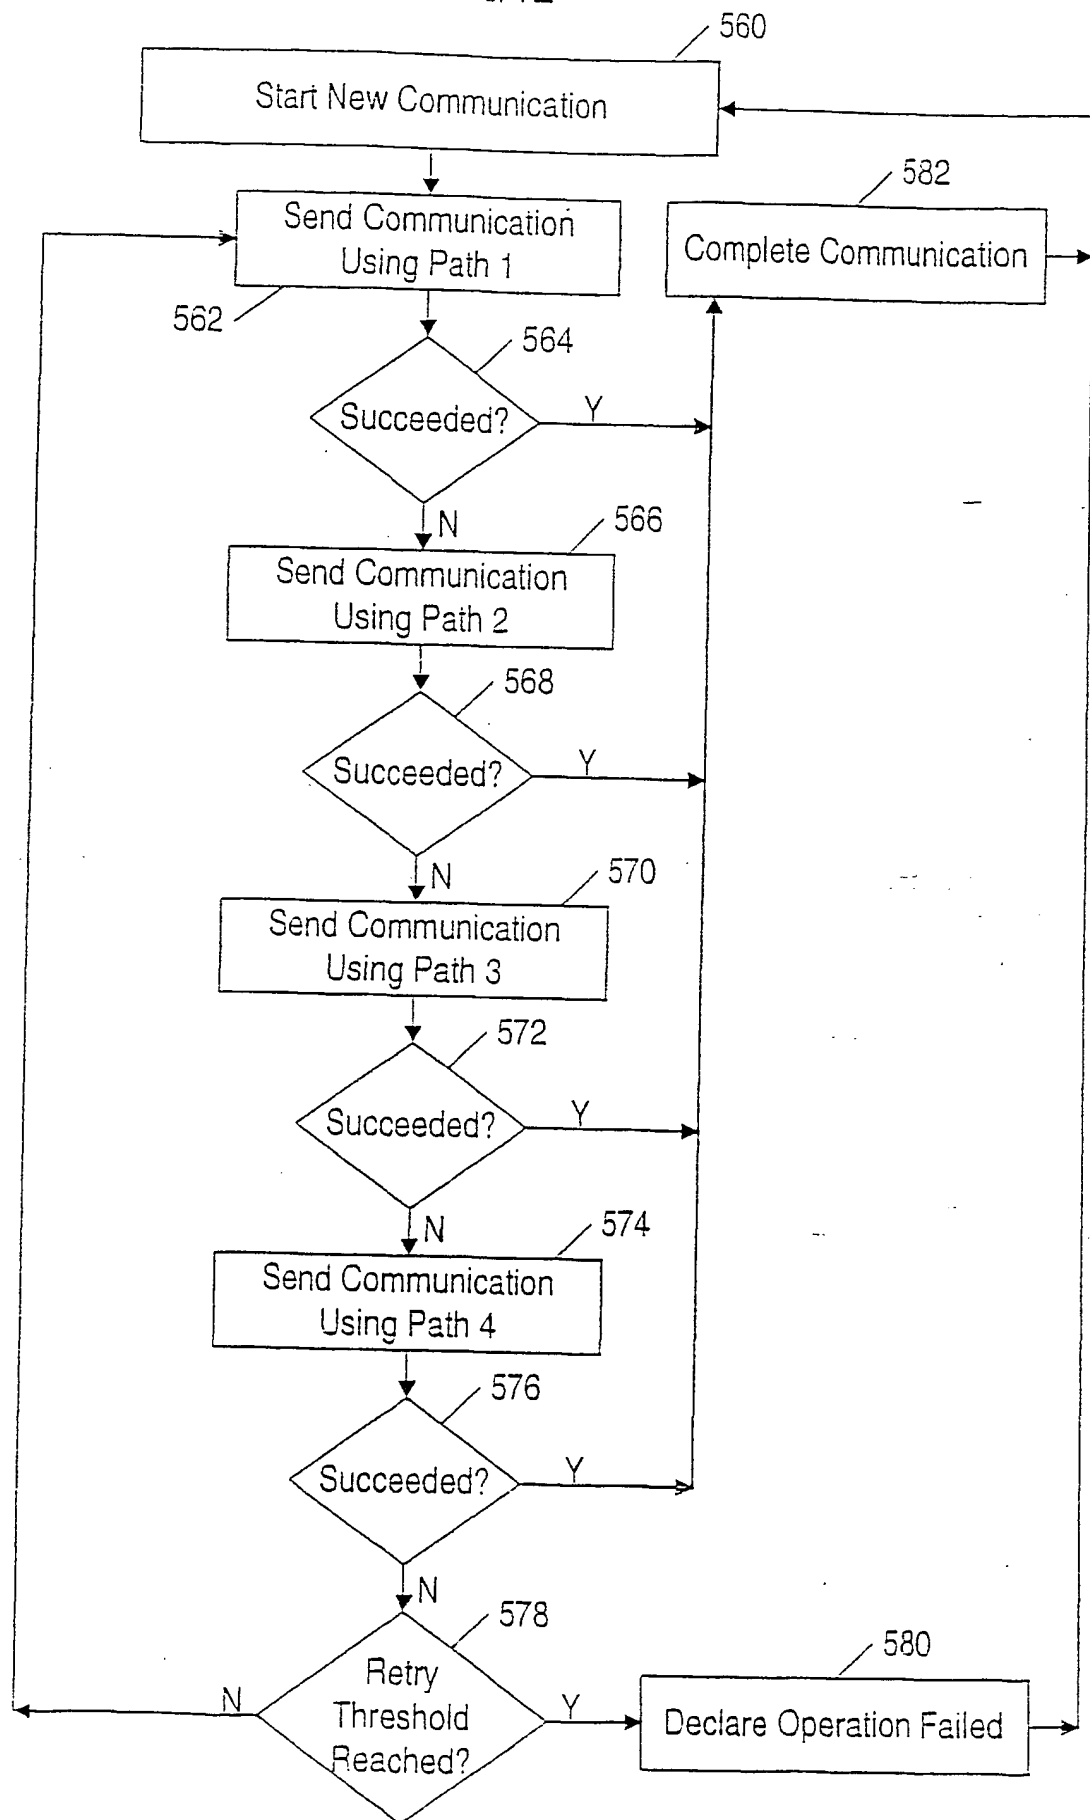 560
Start New Communication
582
Send Communication
Using Path 1
Complete Communication
562
564
Succeeded?
Y
N
566
Send Communication
Using Path 2
568
Succeeded?
Y
N
570
Send Communication
Using Path 3
572
Succeeded?
Y
N
574
Send Communication
Using Path 4
576
Succeeded?
Y
N
578
Retry
Threshold
Reached?
N
Y
580
Declare Operation Failed